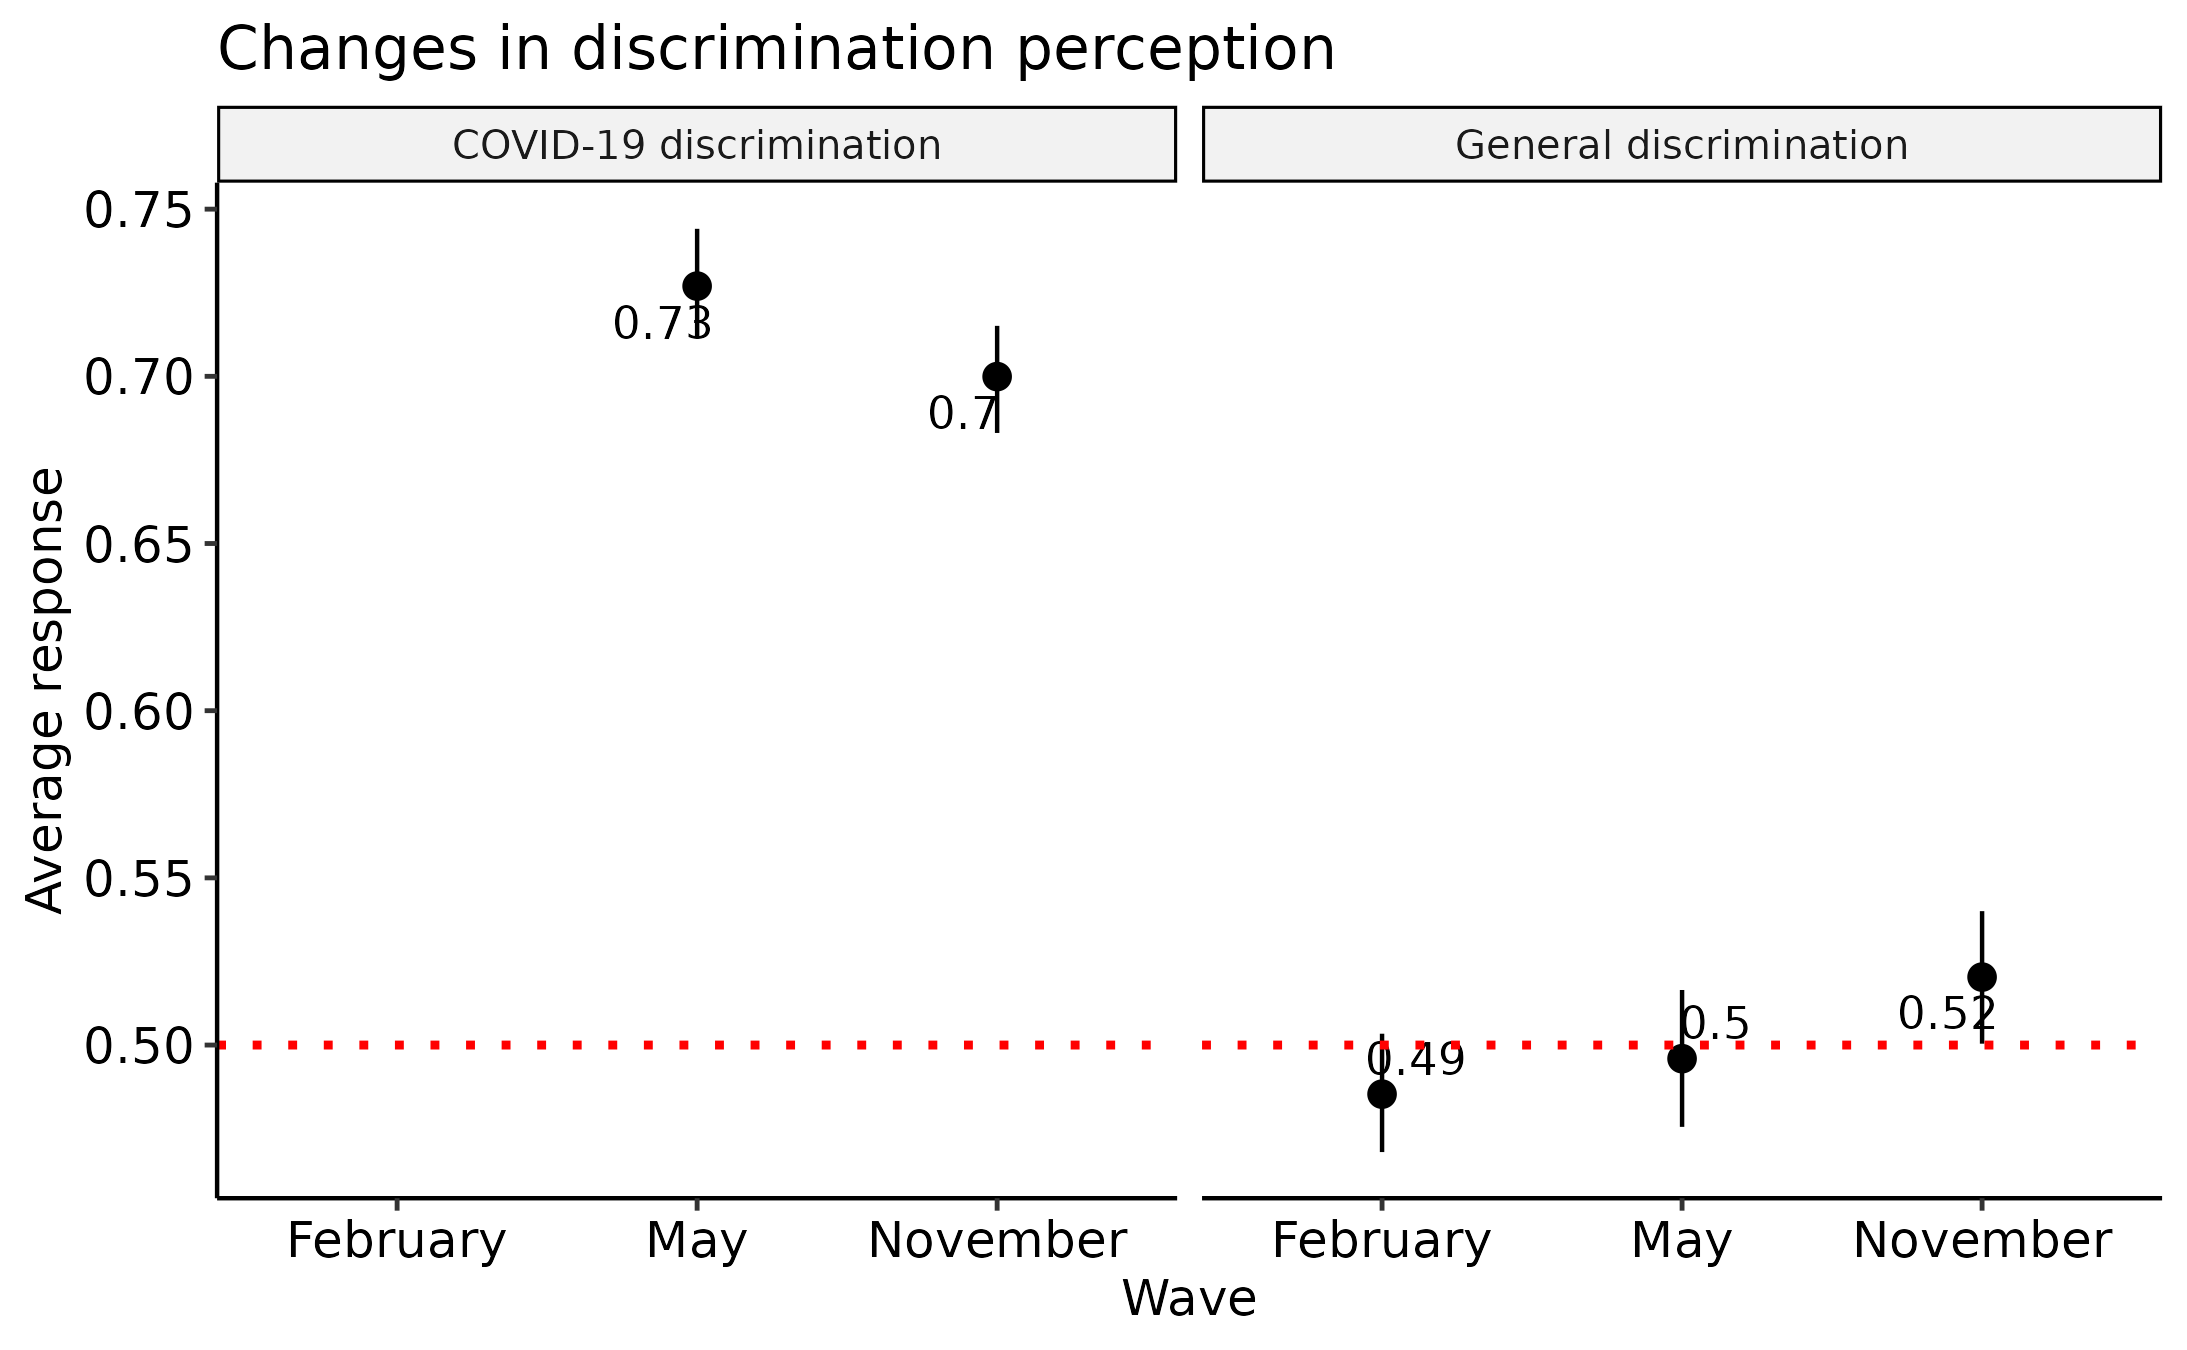 Changes in discrimination perception
COVID-19 discrimination
General discrimination
Average response
0.75
0.70
0.65
0.60
0.55
0.50
0.73
0.7
0.49
0.5
0.52
February May November
February May November
Wave